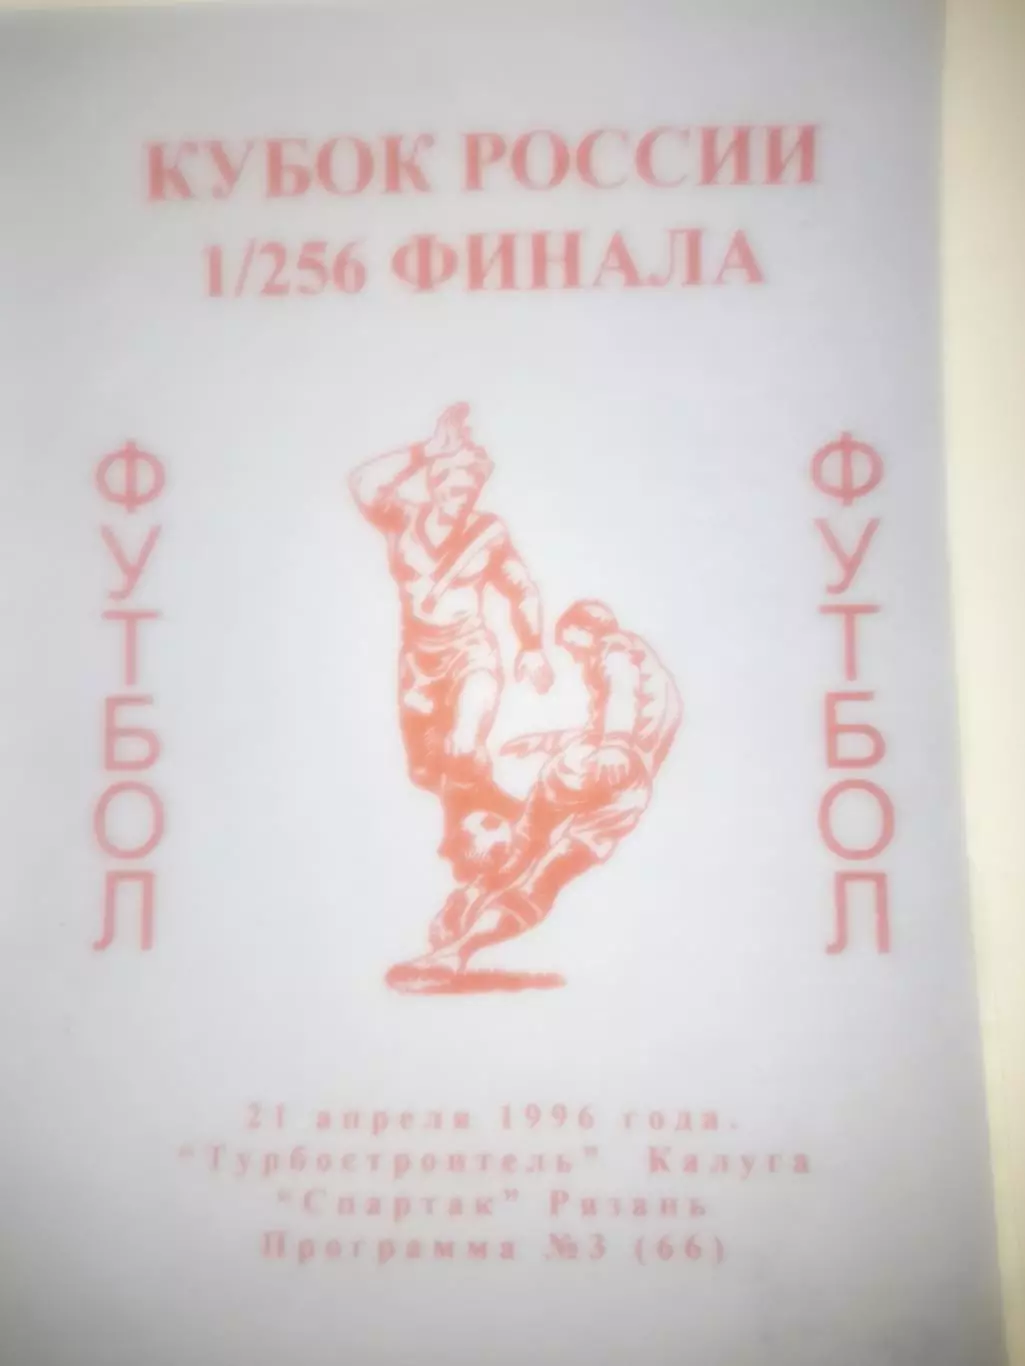 КУБОК РОССИИ
1/256 ФИНАЛА
ФУТБОЛ
ФУТБОЛ
21 апреля 1996 года.
"Турбостроитель" Калуга
"Спартак" Рязань
Программа №3 (66)